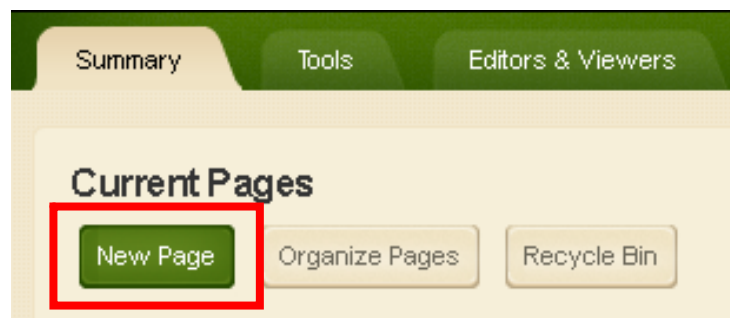 Summary Tools Editors & Viewers
Current Pages
New Page Organize Pages Recycle Bin